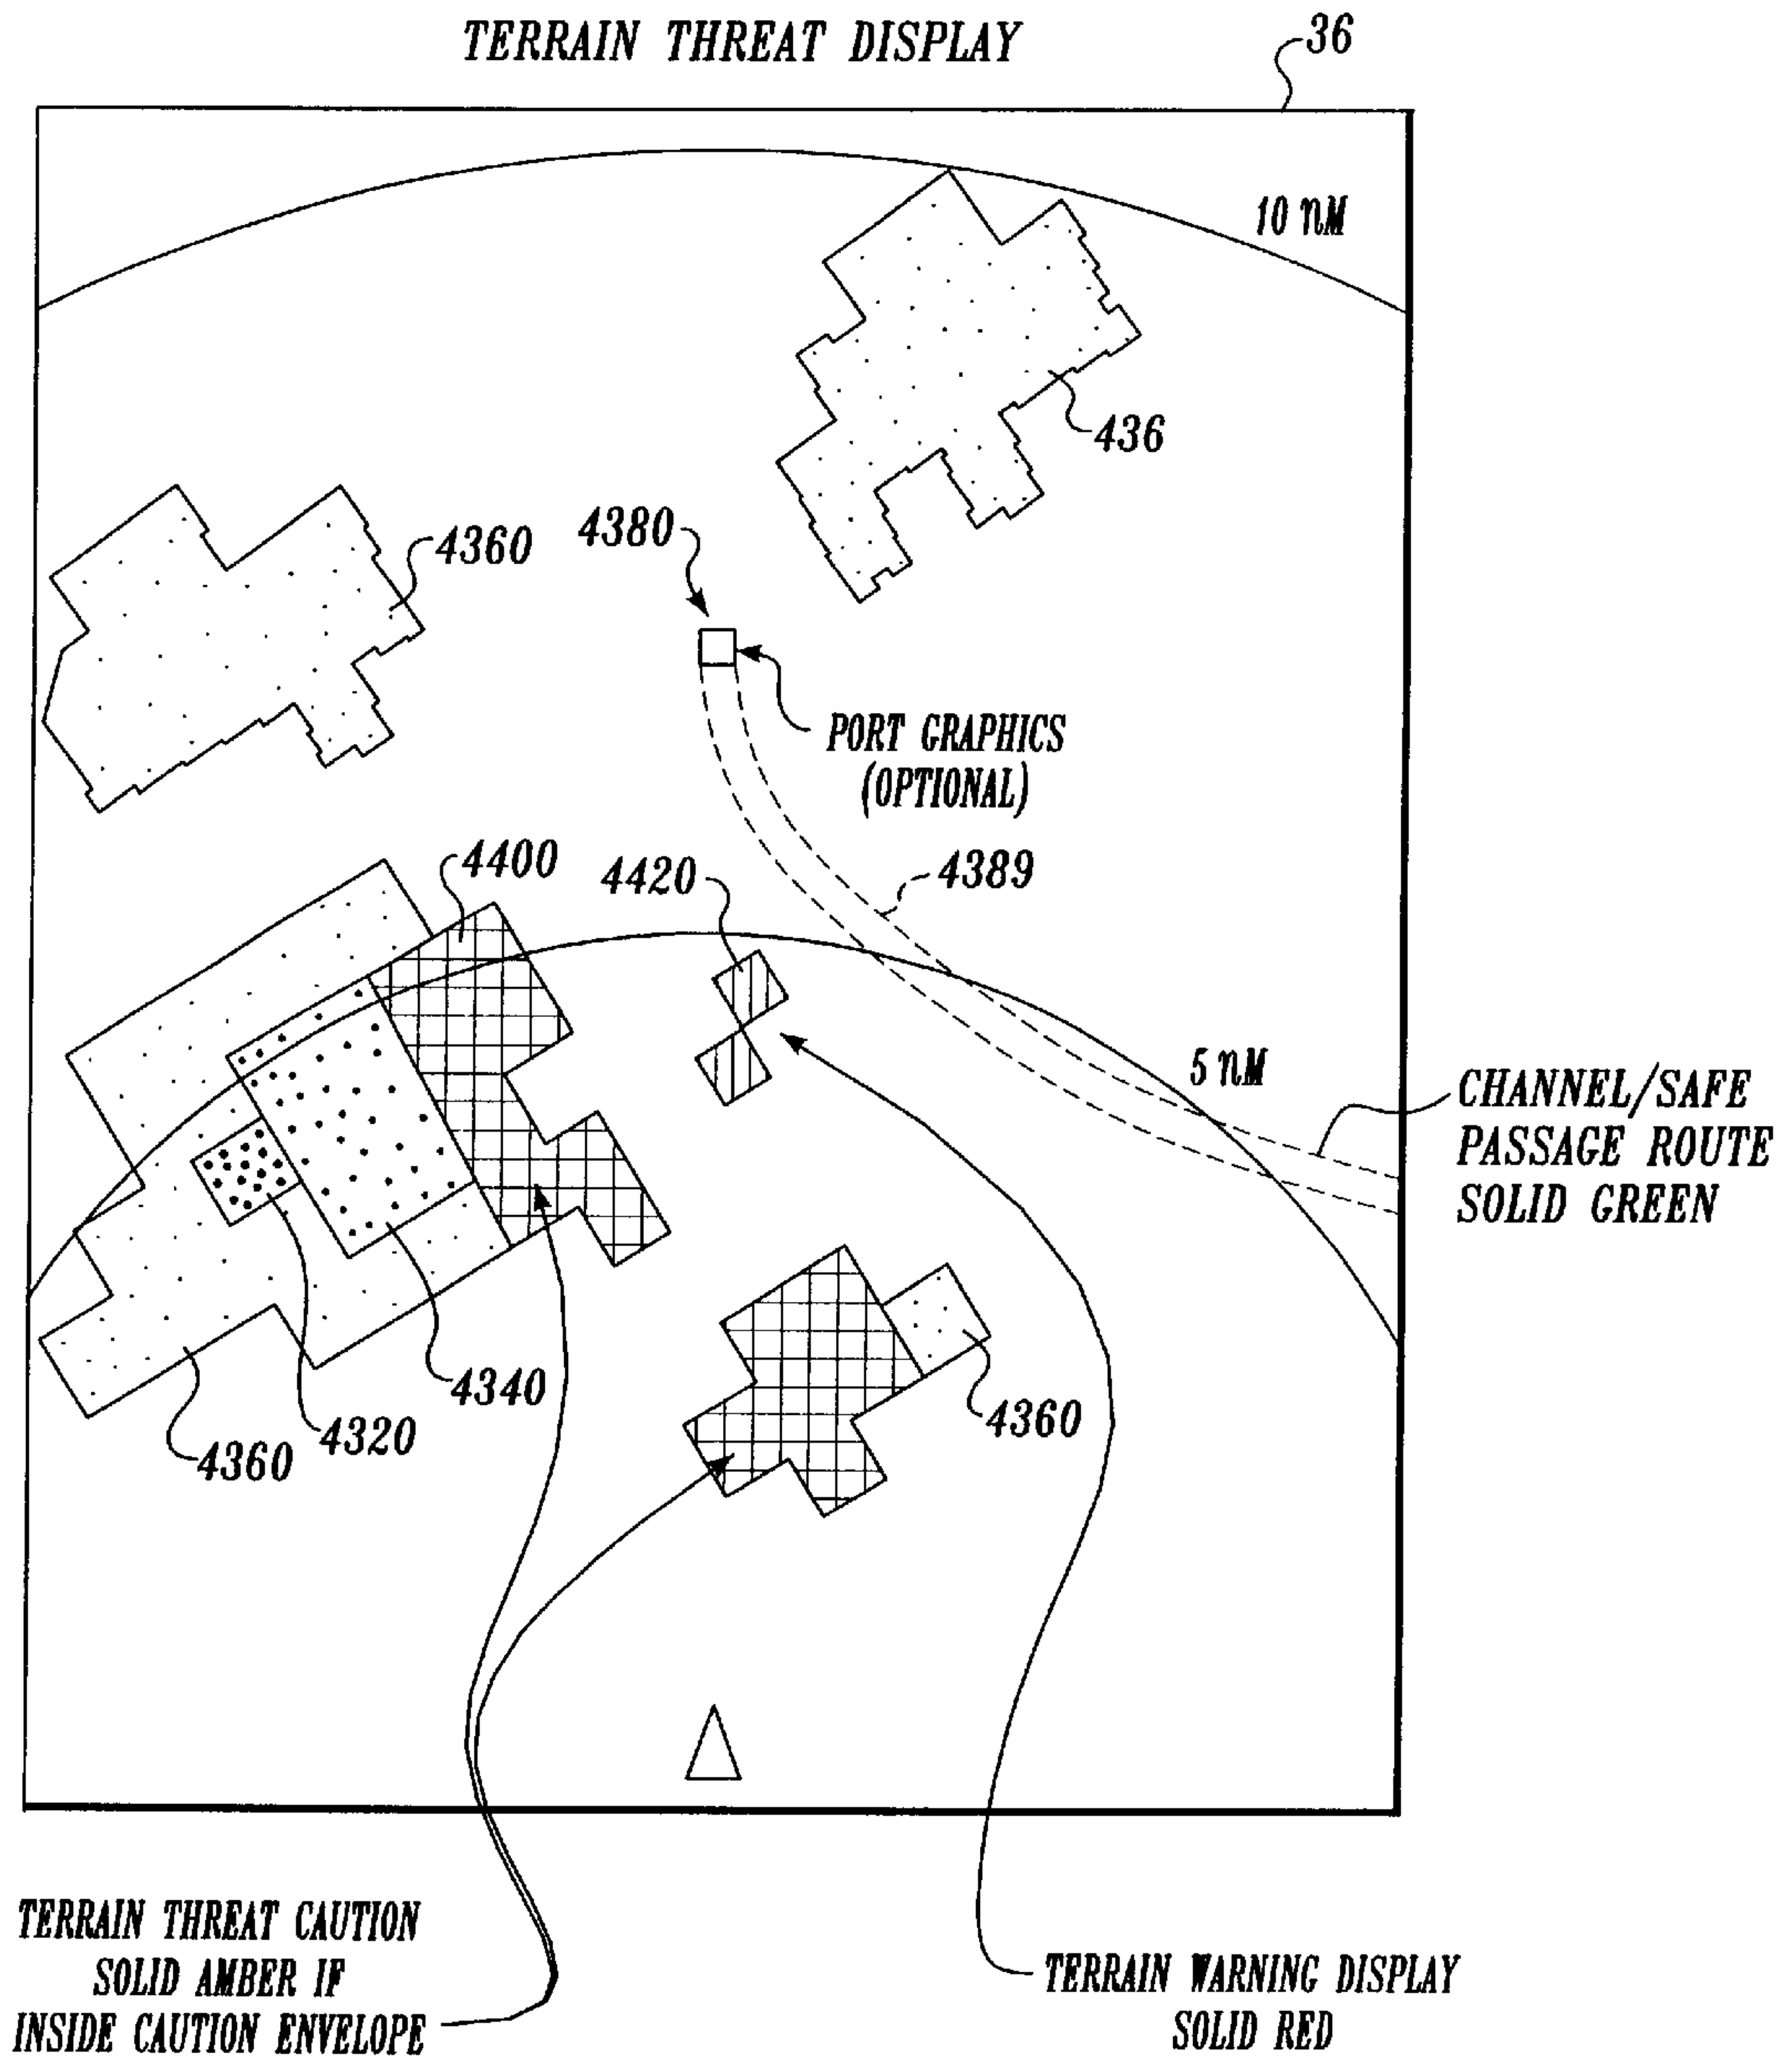 TERRAIN THREAT DISPLAY
36
10 nM
436
4360
4380
PORT GRAPHICS
(OPTIONAL)
4400
4420
4389
5 nM
CHANNEL/SAFE
PASSAGE ROUTE
SOLID GREEN
4340
4320
4360
4360
TERRAIN THREAT CAUTION
SOLID AMBER IF
INSIDE CAUTION ENVELOPE
TERRAIN WARNING DISPLAY
SOLID RED